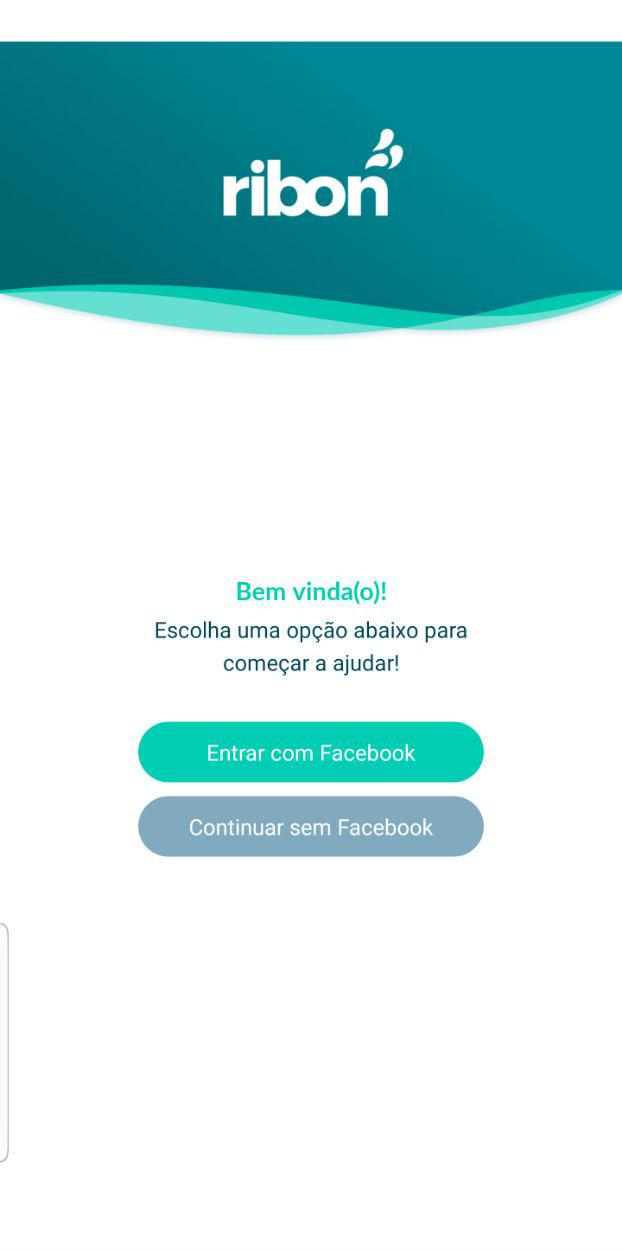 ribon
Bem vinda(o)!
Escolha uma opção abaixo para
começar a ajudar!
Entrar com Facebook
Continuar sem Facebook